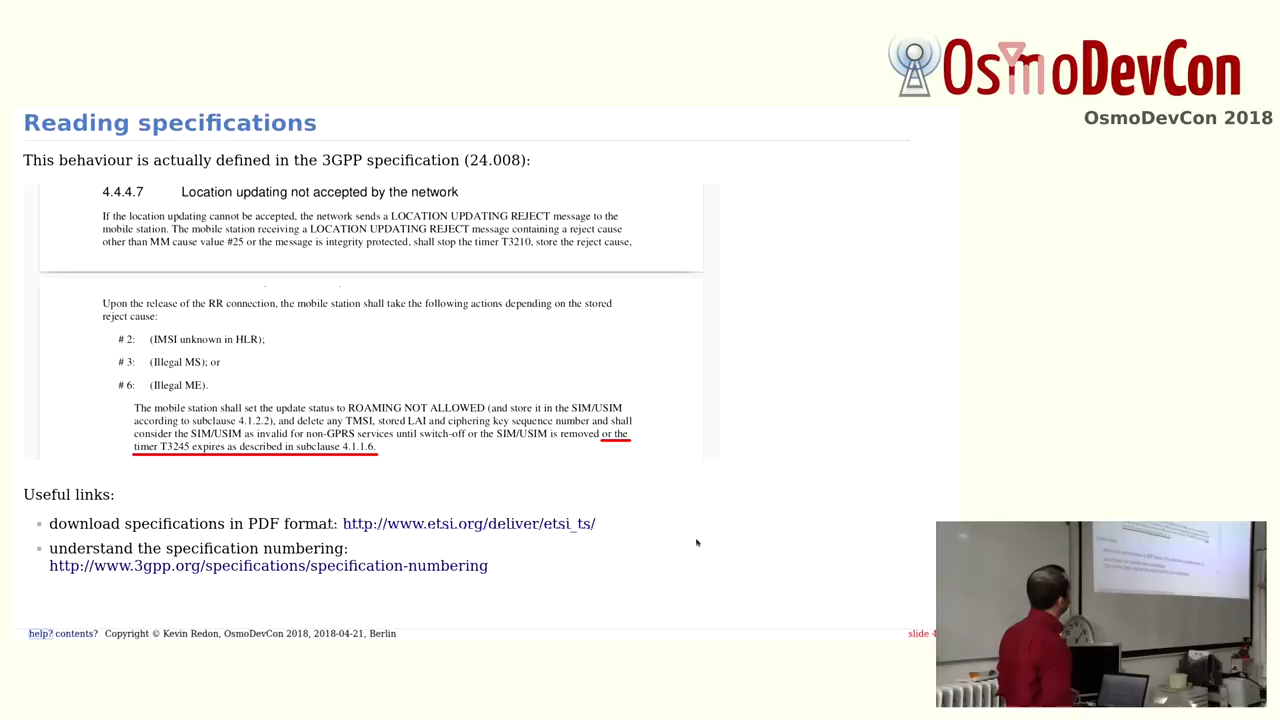 OsmoDevCon
OsmoDevCon 2018
Reading specifications
This behaviour is actually defined in the 3GPP specification (24.008):
4.4.4.7 Location updating not accepted by the network
If the location updating cannot be accepted, the network sends a LOCATION UPDATING REJECT message to the
mobile station. The mobile station receiving a LOCATION UPDATING REJECT message containing a reject cause
other than MM cause value #25 or the message is integrity protected, shall stop the timer T3210, store the reject cause,
Upon the release of the RR connection, the mobile station shall take the following actions depending on the stored
reject cause:
# 2: (IMSI unknown in HLR);
# 3: (Illegal MS); or
# 6: (Illegal ME).
The mobile station shall set the update status to ROAMING NOT ALLOWED (and store it in the SIM/USIM
according to subclause 4.1.2.2), and delete any TMSI, stored LAI and ciphering key sequence number and shall
consider the SIM/USIM as invalid for non-GPRS services until switch-off or the SIM/USIM is removed or the
timer T3245 expires as described in subclause 4.1.1.6.
Useful links:
download specifications in PDF format: http://www.etsi.org/deliver/etsi_ts/
understand the specification numbering:
http://www.3gpp.org/specifications/specification-numbering
help? contents? Copyright © Kevin Redon, OsmoDevCon 2018, 2018-04-21, Berlin
slide 4